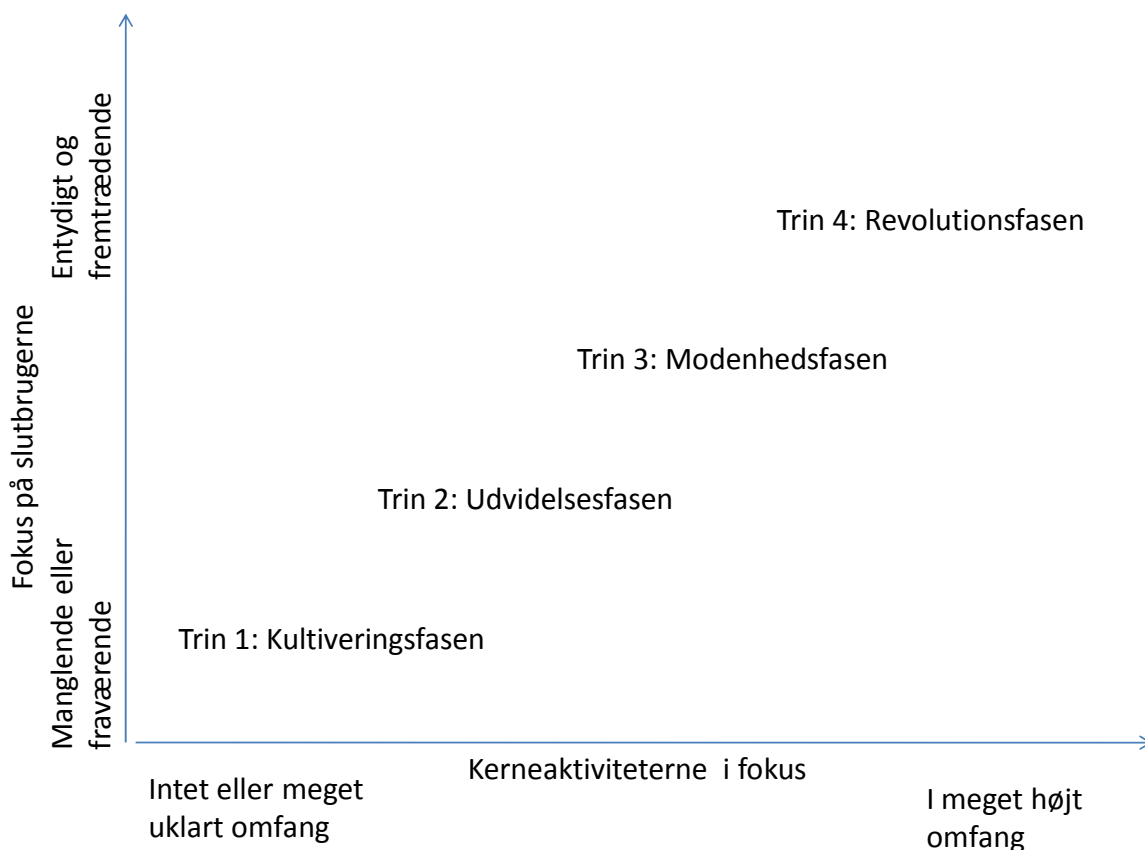 Entydigt og
fremtrædende
Fokus på slutbrugerne
Manglende eller
fraværende
Trin 4: Revolutionsfasen
Trin 3: Modenhedsfasen
Trin 2: Udvidelsesfasen
Trin 1: Kultiveringsfasen
Kerneaktiviteterne i fokus
Intet eller meget
uklart omfang
I meget højt
omfang